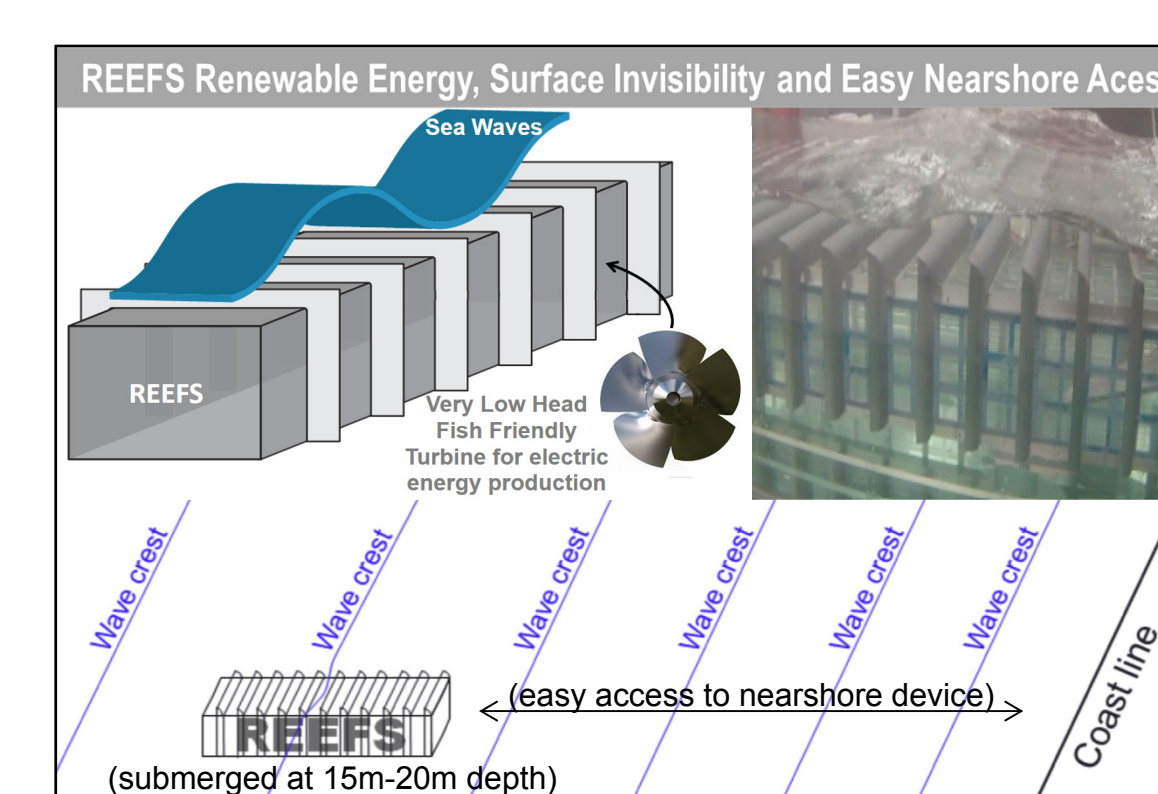 REEFS Renewable Energy, Surface Invisibility and Easy Nearshore Aces
Sea Waves
REEFS
Very Low Head
Fish Friendly
Turbine for electric
energy production
Wave crest
Wave crest
Wave crest
Wave crest
Wave crest
Wave crest
Coast line
(easy access to nearshore device)
REEFS
(submerged at 15m-20m depth)